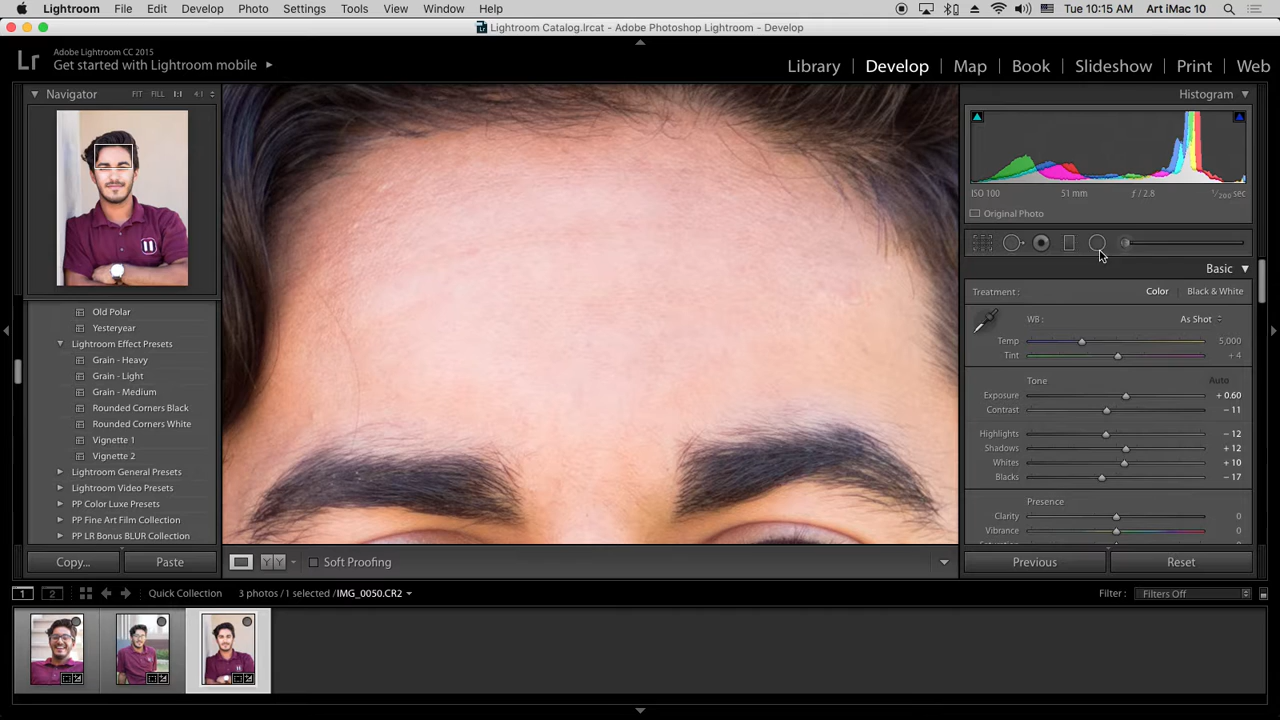 Lightroom File Edit Photo Develop Settings Tools View Window Help Tue 10:15 AM Art iMac 10
Lightroom Catalog.lrcat - Adobe Photoshop Lightroom - Develop
Lr Adobe Lightroom CC 2015
Get started with Lightroom mobile
Library | Develop | Map | Book | Slideshow | Print | Web
Navigator FIT FILL 1:1 4:1
Histogram
ISO 100 51 mm ƒ / 2.8 1/200 sec
Original Photo
Basic
Treatment : Color Black & White
WB : As Shot
Temp 5,000
Tint + 4
Tone Auto
Exposure + 0.60
Contrast − 11
Highlights − 12
Shadows + 12
Whites + 10
Blacks − 17
Presence
Clarity 0
Vibrance 0
Old Polar
Yesteryear
Lightroom Effect Presets
Grain - Heavy
Grain - Light
Grain - Medium
Rounded Corners Black
Rounded Corners White
Vignette 1
Vignette 2
Lightroom General Presets
Lightroom Video Presets
PP Color Luxe Presets
PP Fine Art Film Collection
PP LR Bonus BLUR Collection
Copy... Paste
Y Y Soft Proofing
Previous Reset
1 2 Quick Collection 3 photos / 1 selected / IMG_0050.CR2
Filter : Filters Off